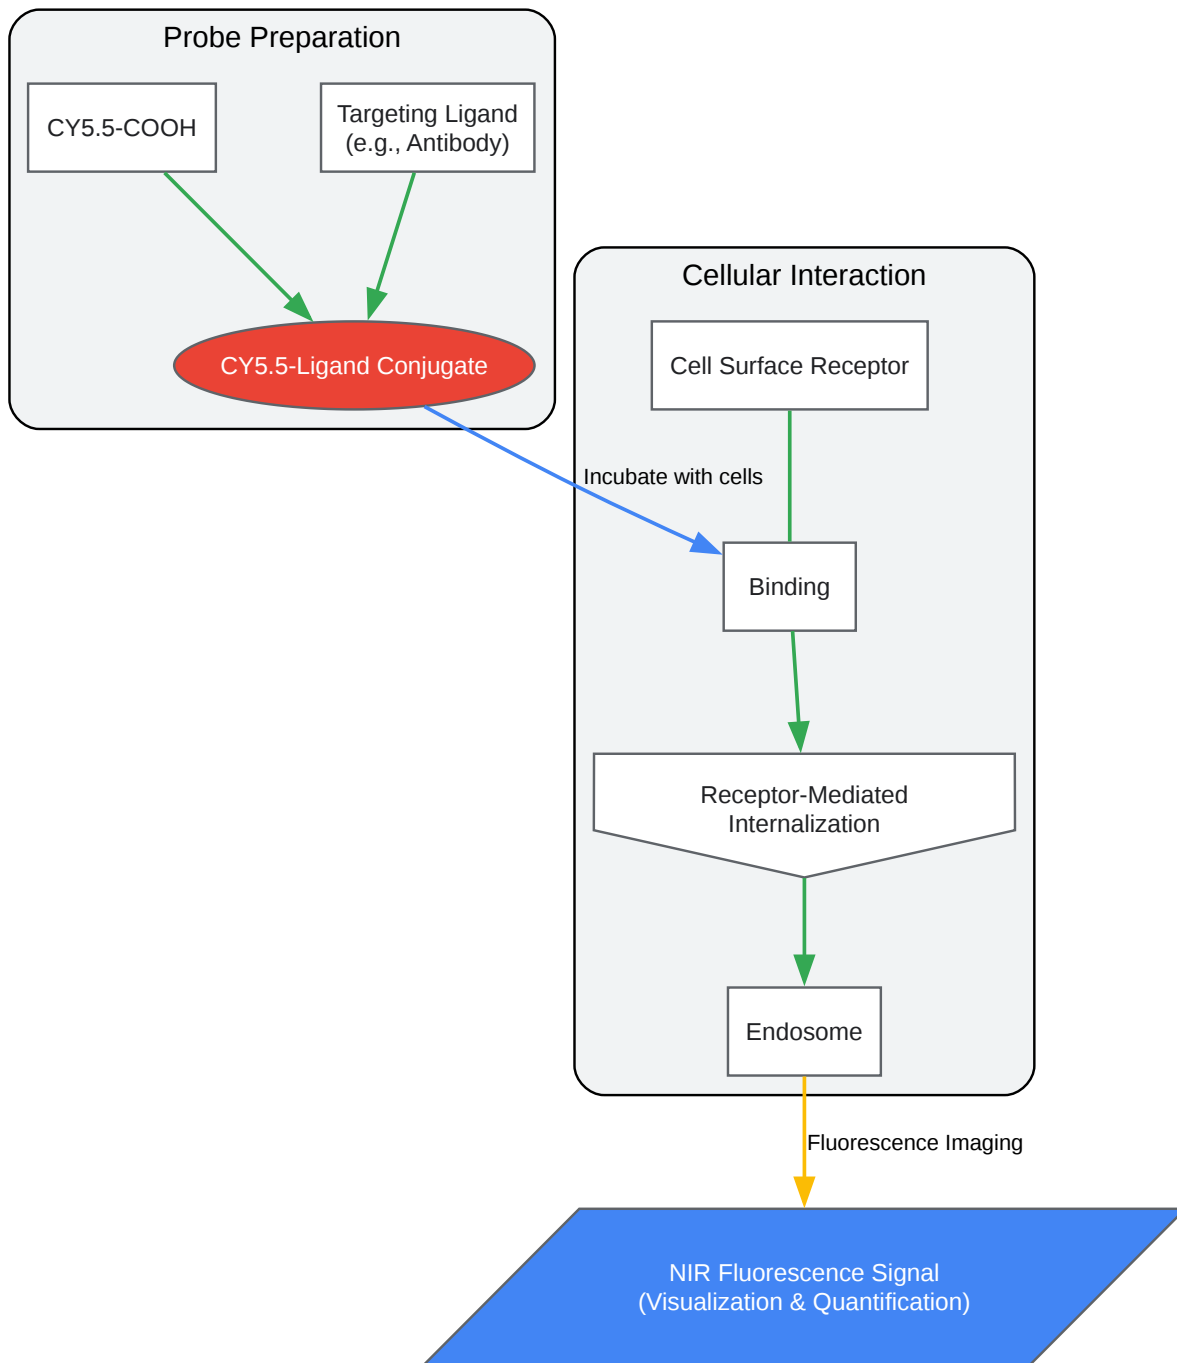 Probe Preparation
CY5.5-COOH
Targeting Ligand
(e.g., Antibody)
CY5.5-Ligand Conjugate
Cellular Interaction
Cell Surface Receptor
Incubate with cells
Binding
Receptor-Mediated
Internalization
Endosome
Fluorescence Imaging
NIR Fluorescence Signal
(Visualization & Quantification)